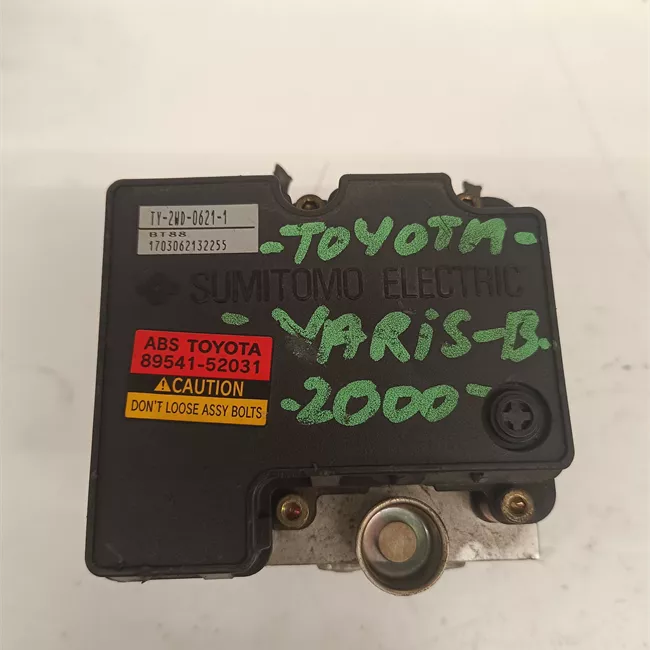 TY-2WD-0621-1
BT88
1703062132255
-TOYOTA-
SUMITOMO ELECTRIC
- YARiS-B.
ABS TOYOTA
89541-52031
⚠CAUTION
DON'T LOOSE ASSY BOLTS
-2000-